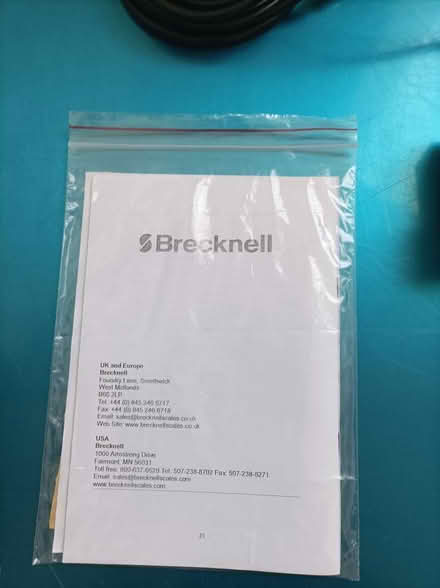 Brecknell
UK and Europe
Brecknell
Foundry Lane, Smethwick
West Midlands
B66 2LP
Tel: +44 (0) 845 246 6717
Fax: +44 (0) 845 246 6718
Email: sales@brecknellscales.co.uk
Web Site: www.brecknellscales.co.uk
USA
Brecknell
1000 Armstrong Drive
Fairmont, MN 56031
Toll free: 800-637-0529 Tel: 507-238-8702 Fax: 507-238-8271
Email: sales@brecknellscales.com
www.brecknellscales.com